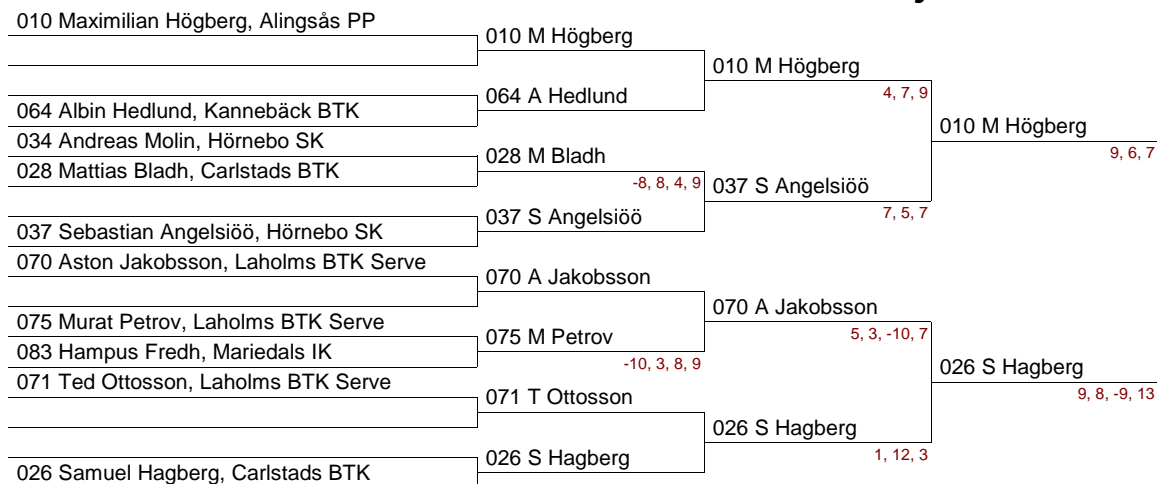 010 Maximilian Högberg, Alingsås PP
064 Albin Hedlund, Kannebäck BTK
034 Andreas Molin, Hörnebo SK
028 Mattias Bladh, Carlstads BTK
037 Sebastian Angelsiöö, Hörnebo SK
070 Aston Jakobsson, Laholms BTK Serve
075 Murat Petrov, Laholms BTK Serve
083 Hampus Fredh, Mariedals IK
071 Ted Ottosson, Laholms BTK Serve
026 Samuel Hagberg, Carlstads BTK
010 M Högberg
064 A Hedlund
028 M Bladh
-8, 8, 4, 9
037 S Angelsiöö
070 A Jakobsson
075 M Petrov
-10, 3, 8, 9
071 T Ottosson
026 S Hagberg
010 M Högberg
4, 7, 9
037 S Angelsiöö
7, 5, 7
070 A Jakobsson
5, 3, -10, 7
026 S Hagberg
1, 12, 3
010 M Högberg
9, 6, 7
026 S Hagberg
9, 8, -9, 13